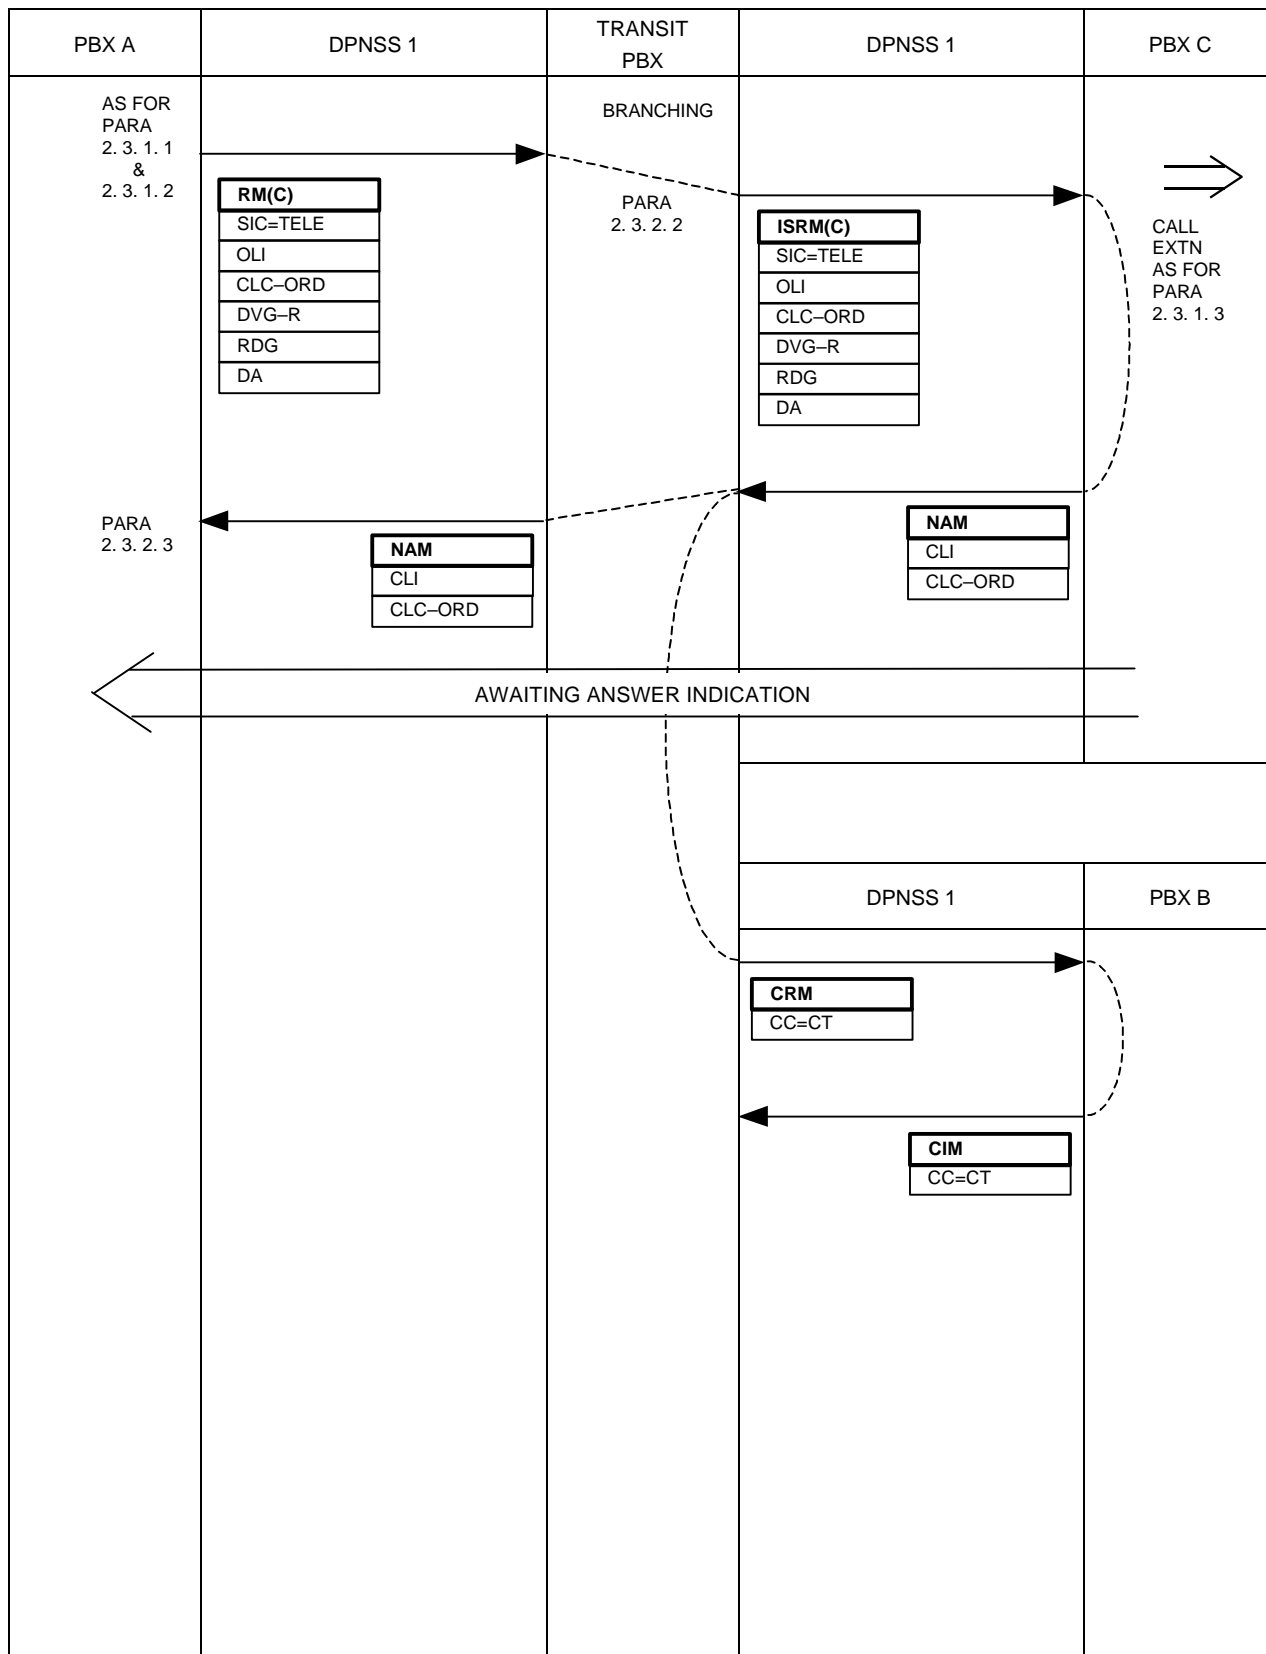 PBX A
DPNSS 1
TRANSIT
PBX
DPNSS 1
PBX C
AS FOR
PARA
2. 3. 1. 1
&
2. 3. 1. 2
BRANCHING
RM(C)
SIC=TELE
OLI
CLC–ORD
DVG–R
RDG
DA
PARA
2. 3. 2. 2
ISRM(C)
SIC=TELE
OLI
CLC–ORD
DVG–R
RDG
DA
CALL
EXTN
AS FOR
PARA
2. 3. 1. 3
PARA
2. 3. 2. 3
NAM
CLI
CLC–ORD
NAM
CLI
CLC–ORD
AWAITING ANSWER INDICATION
DPNSS 1
PBX B
CRM
CC=CT
CIM
CC=CT